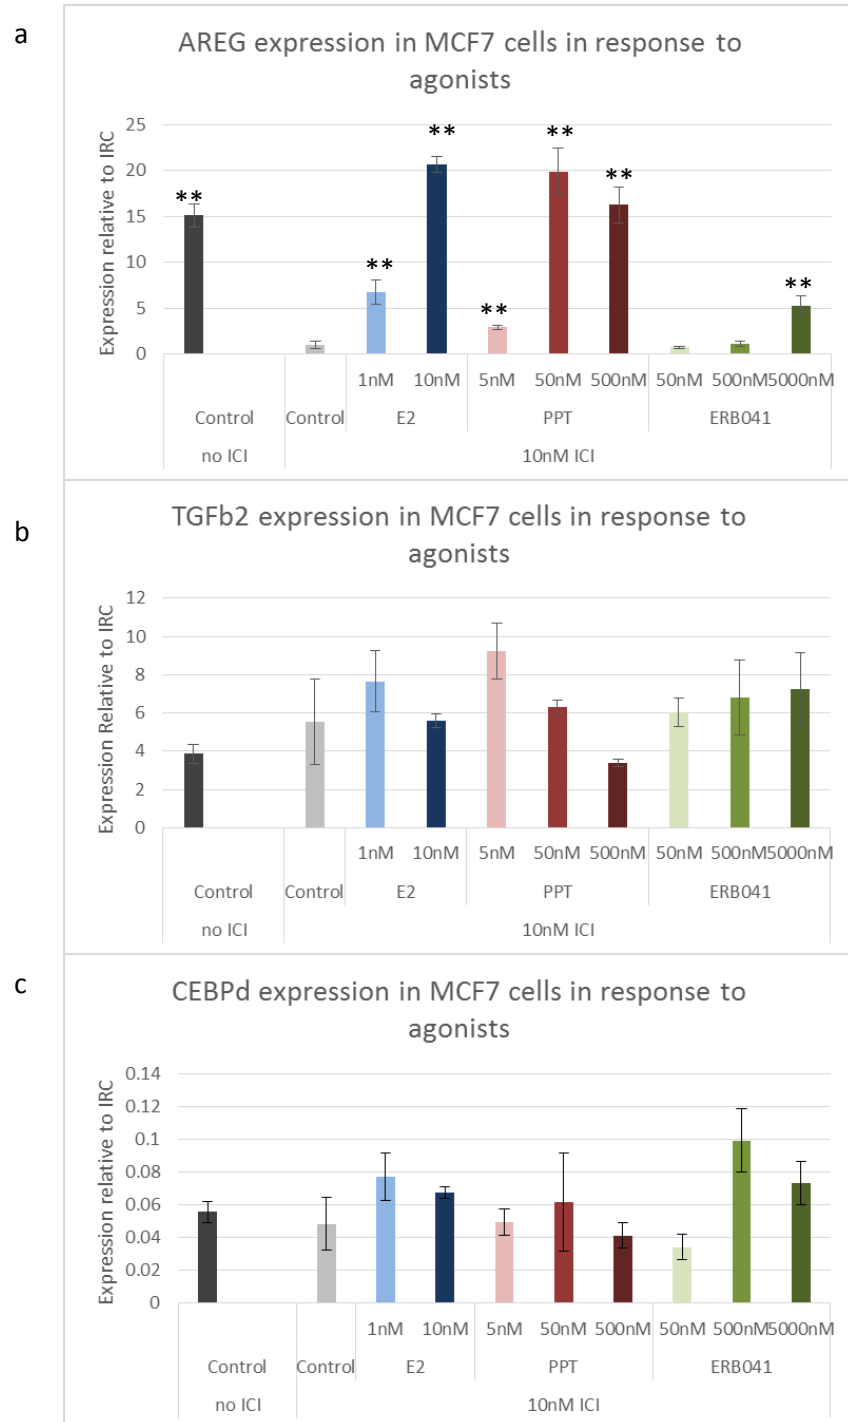 a
AREG expression in MCF7 cells in response to
agonists
Expression relative to IRC
25
20
15
10
5
0
**
**
**
**
**
**
**
1nM 10nM 5nM 50nM 500nM 50nM 500nM 5000nM
Control Control E2 PPT ERB041
no ICI 10nM ICI
b
TGFb2 expression in MCF7 cells in response to
agonists
Expression Relative to IRC
12
10
8
6
4
2
0
1nM 10nM 5nM 50nM 500nM 50nM 500nM 5000nM
Control Control E2 PPT ERB041
no ICI 10nM ICI
c
CEBPd expression in MCF7 cells in response to
agonists
Expression relative to IRC
0.14
0.12
0.1
0.08
0.06
0.04
0.02
0
1nM 10nM 5nM 50nM 500nM 50nM 500nM 5000nM
Control Control E2 PPT ERB041
no ICI 10nM ICI